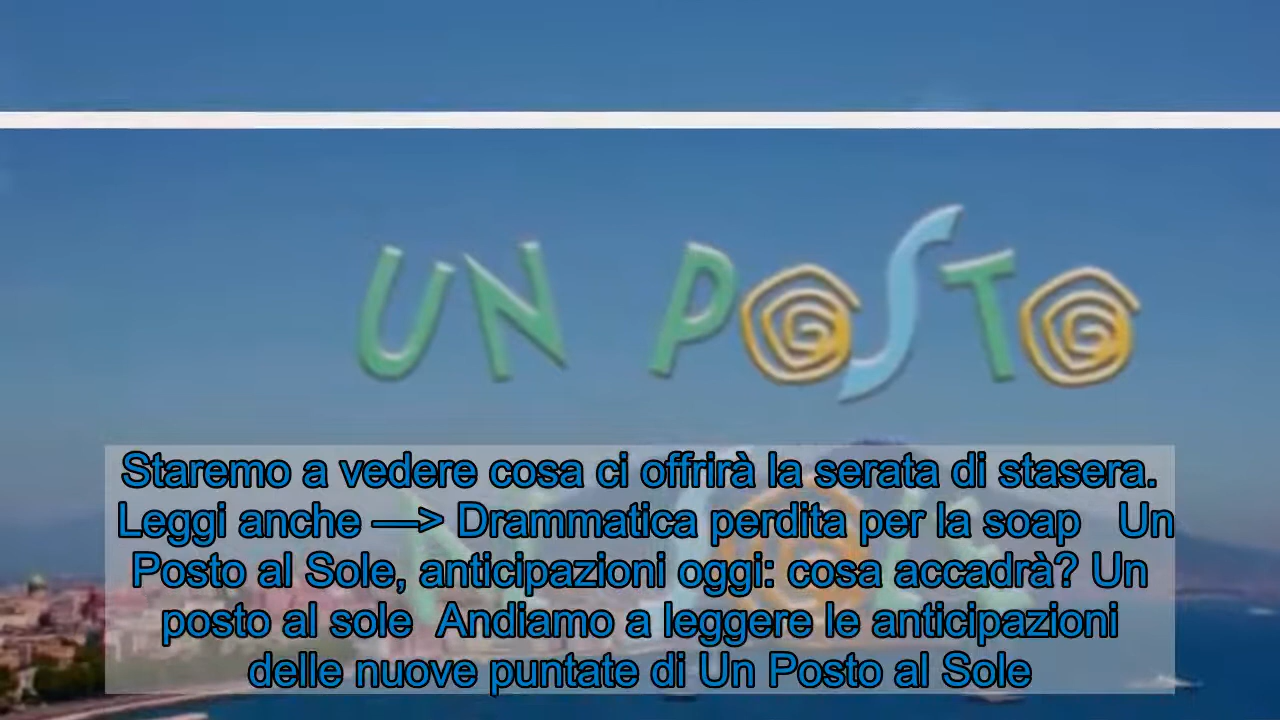 UN POSTO
Staremo a vedere cosa ci offrirà la serata di stasera.
Leggi anche —> Drammatica perdita per la soap Un
Posto al Sole, anticipazioni oggi: cosa accadrà? Un
posto al sole Andiamo a leggere le anticipazioni
delle nuove puntate di Un Posto al Sole